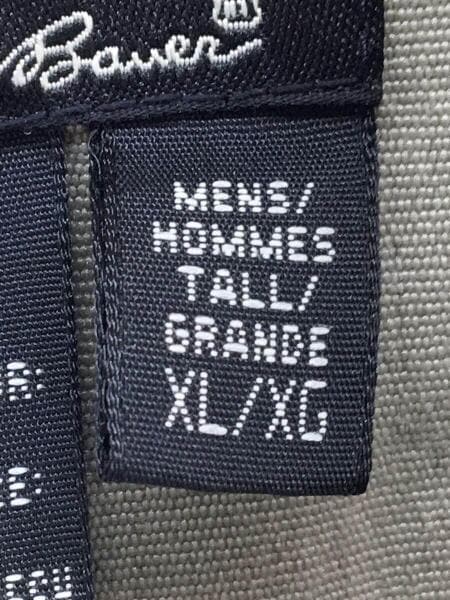 Bauer
MENS/
HOMMES
TALL/
GRANDE
XL/XG